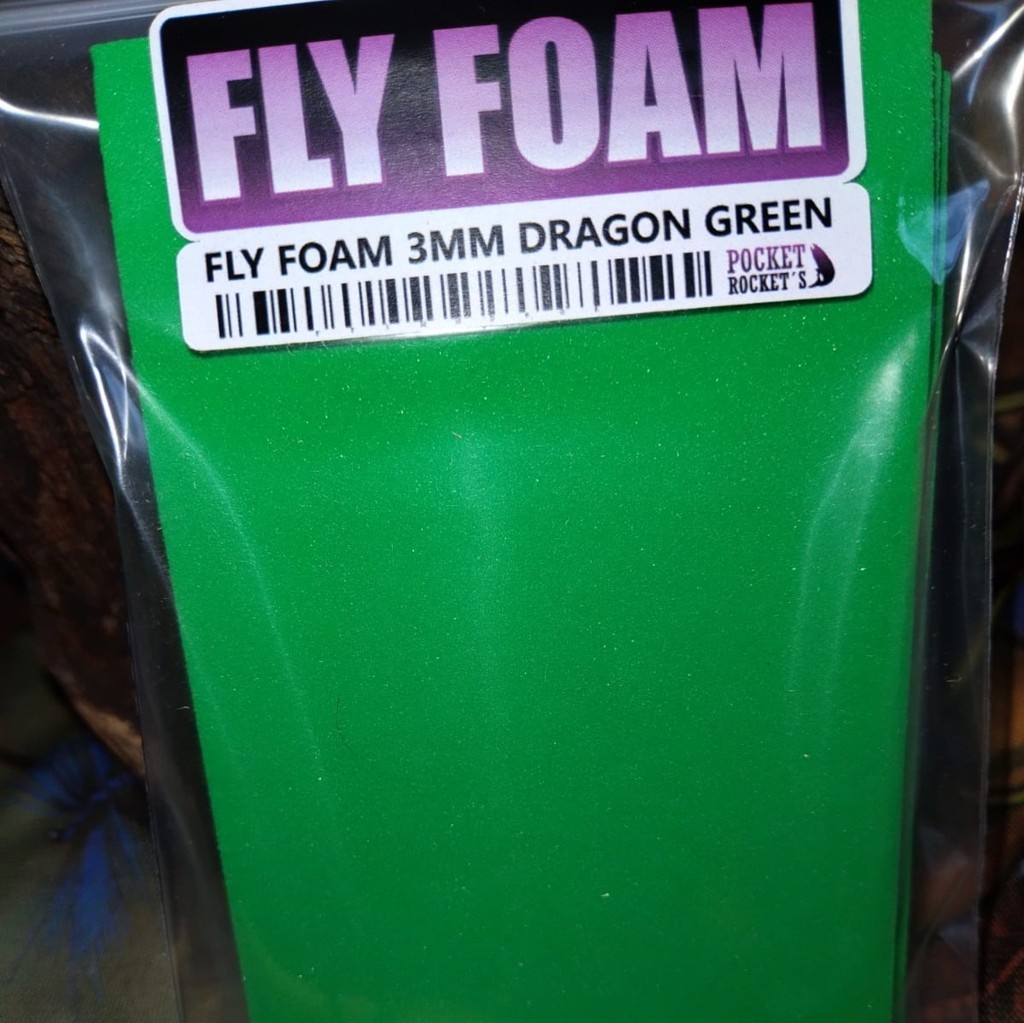 FLY FOAM
FLY FOAM 3MM DRAGON GREEN
POCKET
ROCKET´S